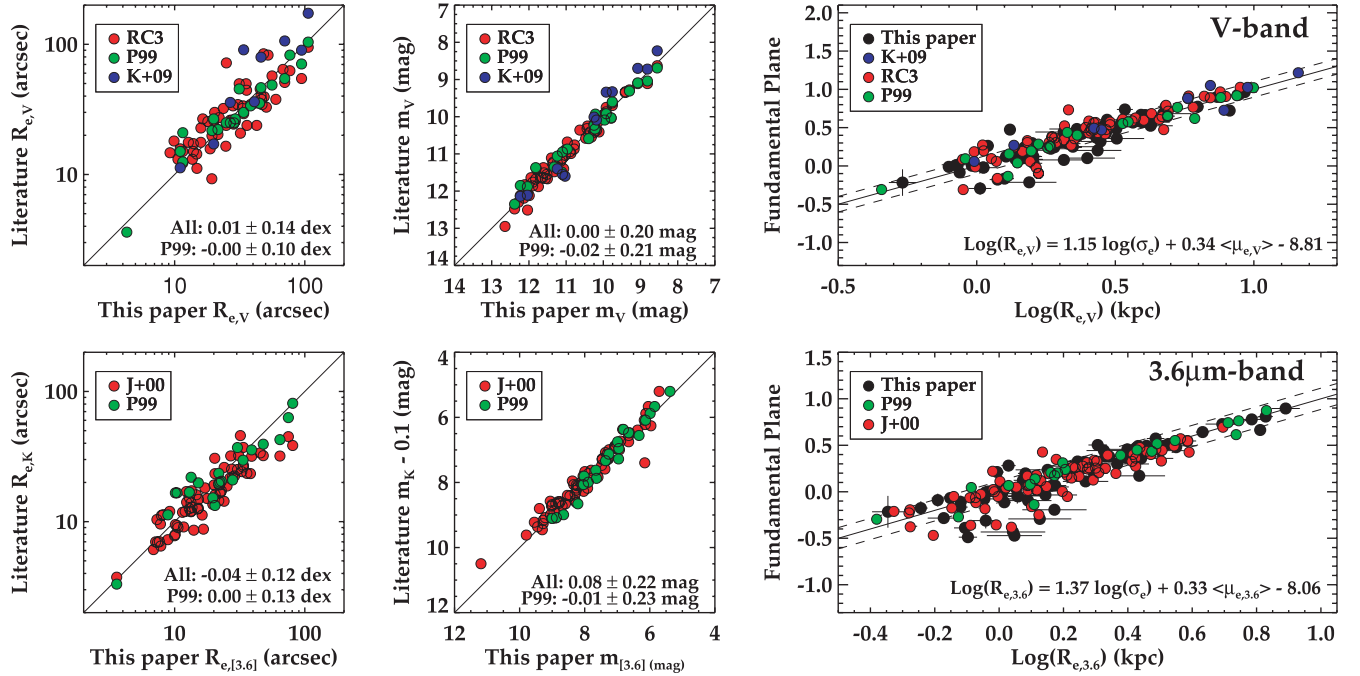 RC3
P99
K+09
All: 0.01 ± 0.14 dex
P99: -0.00 ± 0.10 dex
Literature R_e,V (arcsec)
100
10
10 100
This paper R_e,V (arcsec)
RC3
P99
K+09
All: 0.00 ± 0.20 mag
P99: -0.02 ± 0.21 mag
Literature m_V (mag)
7
8
9
10
11
12
13
14
14 13 12 11 10 9 8 7
This paper m_V (mag)
V-band
This paper
K+09
RC3
P99
Log(R_e,V) = 1.15 log(σ_e) + 0.34 <μ_e,V> - 8.81
Fundamental Plane
2.0
1.5
1.0
0.5
0.0
-0.5
-1.0
-0.5 0.0 0.5 1.0
Log(R_e,V) (kpc)
J+00
P99
All: -0.04 ± 0.12 dex
P99: 0.00 ± 0.13 dex
Literature R_e,K (arcsec)
100
10
10 100
This paper R_e,[3.6] (arcsec)
J+00
P99
All: 0.08 ± 0.22 mag
P99: -0.01 ± 0.23 mag
Literature m_K - 0.1 (mag)
4
6
8
10
12
12 10 8 6 4
This paper m_[3.6] (mag)
3.6μm-band
This paper
P99
J+00
Log(R_e,3.6) = 1.37 log(σ_e) + 0.33 <μ_e,3.6> - 8.06
Fundamental Plane
1.5
1.0
0.5
0.0
-0.5
-1.0
-0.4 -0.2 0.0 0.2 0.4 0.6 0.8 1.0
Log(R_e,3.6) (kpc)